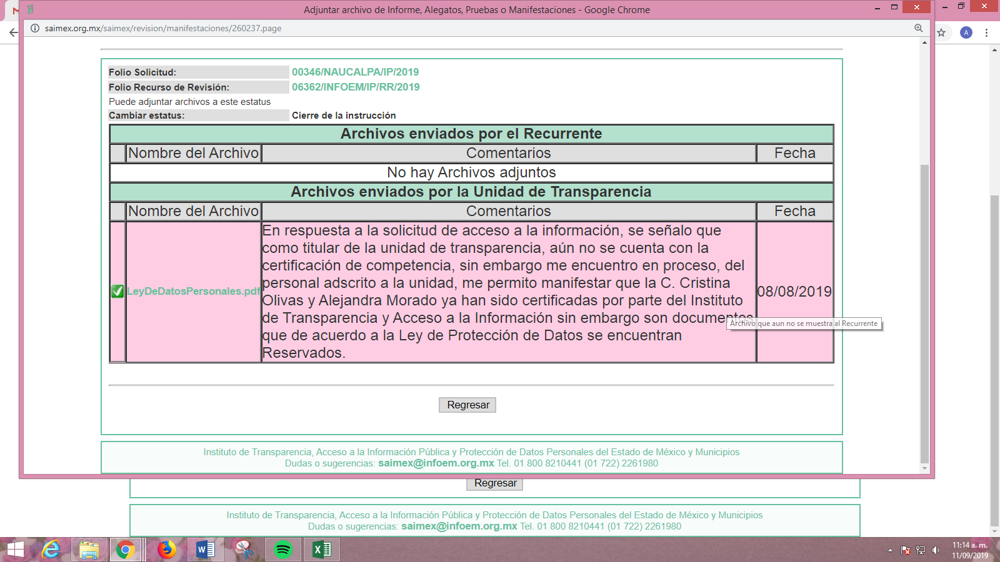 Adjuntar archivo de Informe, Alegatos, Pruebas o Manifestaciones - Google Chrome
saimex.org.mx/saimex/revision/manifestaciones/260237.page
A
Folio Solicitud: 00346/NAUCALPA/IP/2019
Folio Recurso de Revisión: 06362/INFOEM/IP/RR/2019
Puede adjuntar archivos a este estatus
Cambiar estatus: Cierre de la instrucción
Archivos enviados por el Recurrente
Nombre del Archivo Comentarios Fecha
No hay Archivos adjuntos
Archivos enviados por la Unidad de Transparencia
Nombre del Archivo Comentarios Fecha
En respuesta a la solicitud de acceso a la información, se señalo que
como titular de la unidad de transparencia, aún no se cuenta con la
certificación de competencia, sin embargo me encuentro en proceso, del
personal adscrito a la unidad, me permito manifestar que la C. Cristina
LeyDeDatosPersonales.pdf
08/08/2019
Olivas y Alejandra Morado ya han sido certificadas por parte del Instituto
de Transparencia y Acceso a la Información sin embargo son documentos
Archivo que aun no se muestra al Recurrente
que de acuerdo a la Ley de Protección de Datos se encuentran
Reservados.
Regresar
Instituto de Transparencia, Acceso a la Información Pública y Protección de Datos Personales del Estado de México y Municipios
Dudas o sugerencias: saimex@infoem.org.mx Tel. 01 800 8210441 (01 722) 2261980
Regresar
Instituto de Transparencia, Acceso a la Información Pública y Protección de Datos Personales del Estado de México y Municipios
Dudas o sugerencias: saimex@infoem.org.mx Tel. 01 800 8210441 (01 722) 2261980
11:14 a. m.
11/09/2019